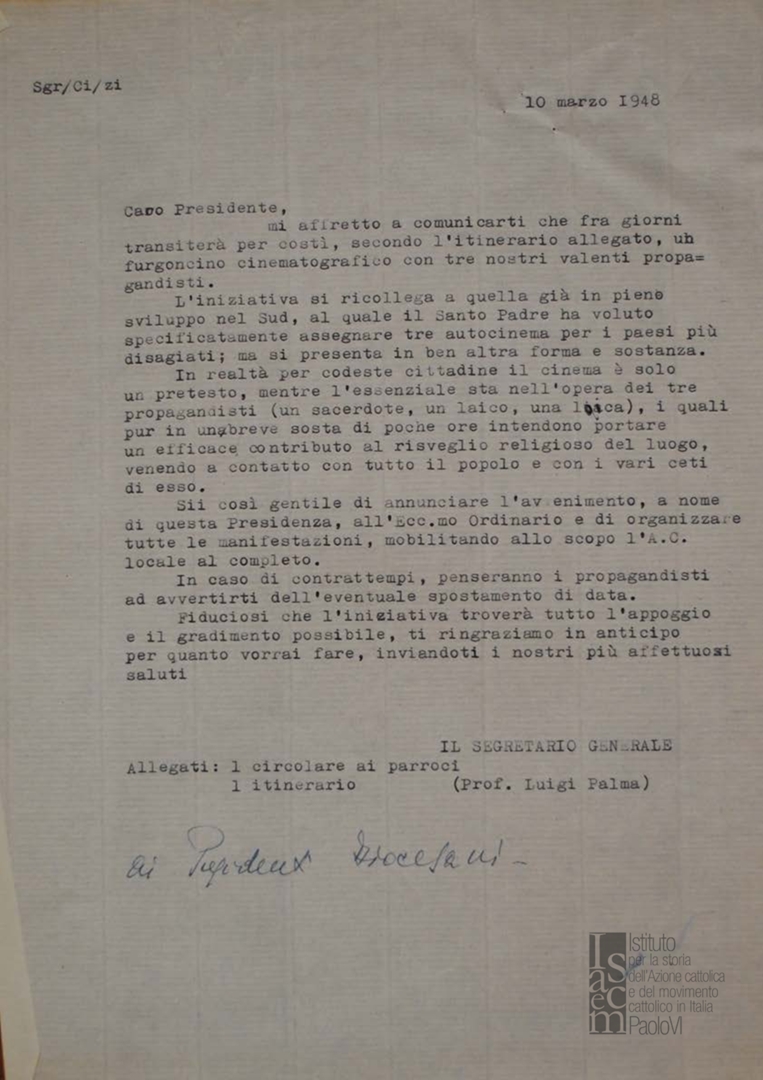 Sgr/Ci/zi
10 marzo 1948
Caro Presidente,
mi affretto a comunicarti che fra giorni
transiterà per costì, secondo l'itinerario allegato, uh
furgoncino cinematografico con tre nostri valenti propa=
gandisti.
L'iniziativa si ricollega a quella già in pieno
sviluppo nel Sud, al quale il Santo Padre ha voluto
specificatamente assegnare tre autocinema per i paesi più
disagiati; ma si presenta in ben altra forma e sostanza.
In realtà per codeste cittadine il cinema è solo
un pretesto, mentre l'essenziale sta nell'opera dei tre
propagandisti (un sacerdote, un laico, una laica), i quali
pur in unabreve sosta di poche ore intendono portare
un efficace contributo al risveglio religioso del luogo,
venendo a contatto con tutto il popolo e con i vari ceti
di esso.
Sii così gentile di annunciare l'av enimento, a nome
di questa Presidenza, all'Ecc.mo Ordinario e di organizzare
tutte le manifestazioni, mobilitando allo scopo l'A.C.
locale al completo.
In caso di contrattempi, penseranno i propagandisti
ad avvertirti dell'eventuale spostamento di data.
Fiduciosi che l'iniziativa troverà tutto l'appoggio
e il gradimento possibile, ti ringraziamo in anticipo
per quanto vorrai fare, inviandoti i nostri più affettuosi
saluti
IL SEGRETARIO GENERALE
Allegati: 1 circolare ai parroci
1 itinerario (Prof. Luigi Palma)
ai Presidenti Diocesani -
Isacem
Istituto
per la storia
dell'Azione cattolica
e del movimento
cattolico in Italia
PaoloVI